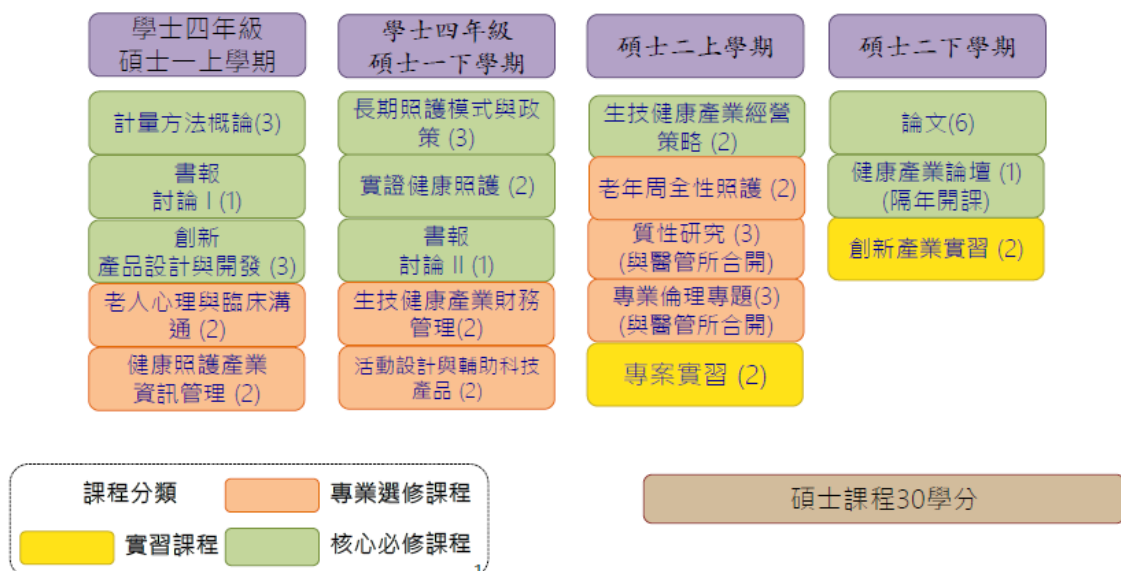 學士四年級
碩士一上學期
學士四年級
碩士一下學期
碩士二上學期
碩士二下學期
計量方法概論(3)
書報
討論 I (1)
創新
產品設計與開發 (3)
老人心理與臨床溝
通 (2)
健康照護產業
資訊管理 (2)
長期照護模式與政
策 (3)
實證健康照護 (2)
書報
討論 II (1)
生技健康產業財務
管理(2)
活動設計與輔助科技
產品 (2)
生技健康產業經營
策略 (2)
老年周全性照護 (2)
質性研究 (3)
(與醫管所合開)
專業倫理專題(3)
(與醫管所合開)
專案實習 (2)
論文(6)
健康產業論壇 (1)
(隔年開課)
創新產業實習 (2)
課程分類
專業選修課程
實習課程
核心必修課程
1
碩士課程30學分